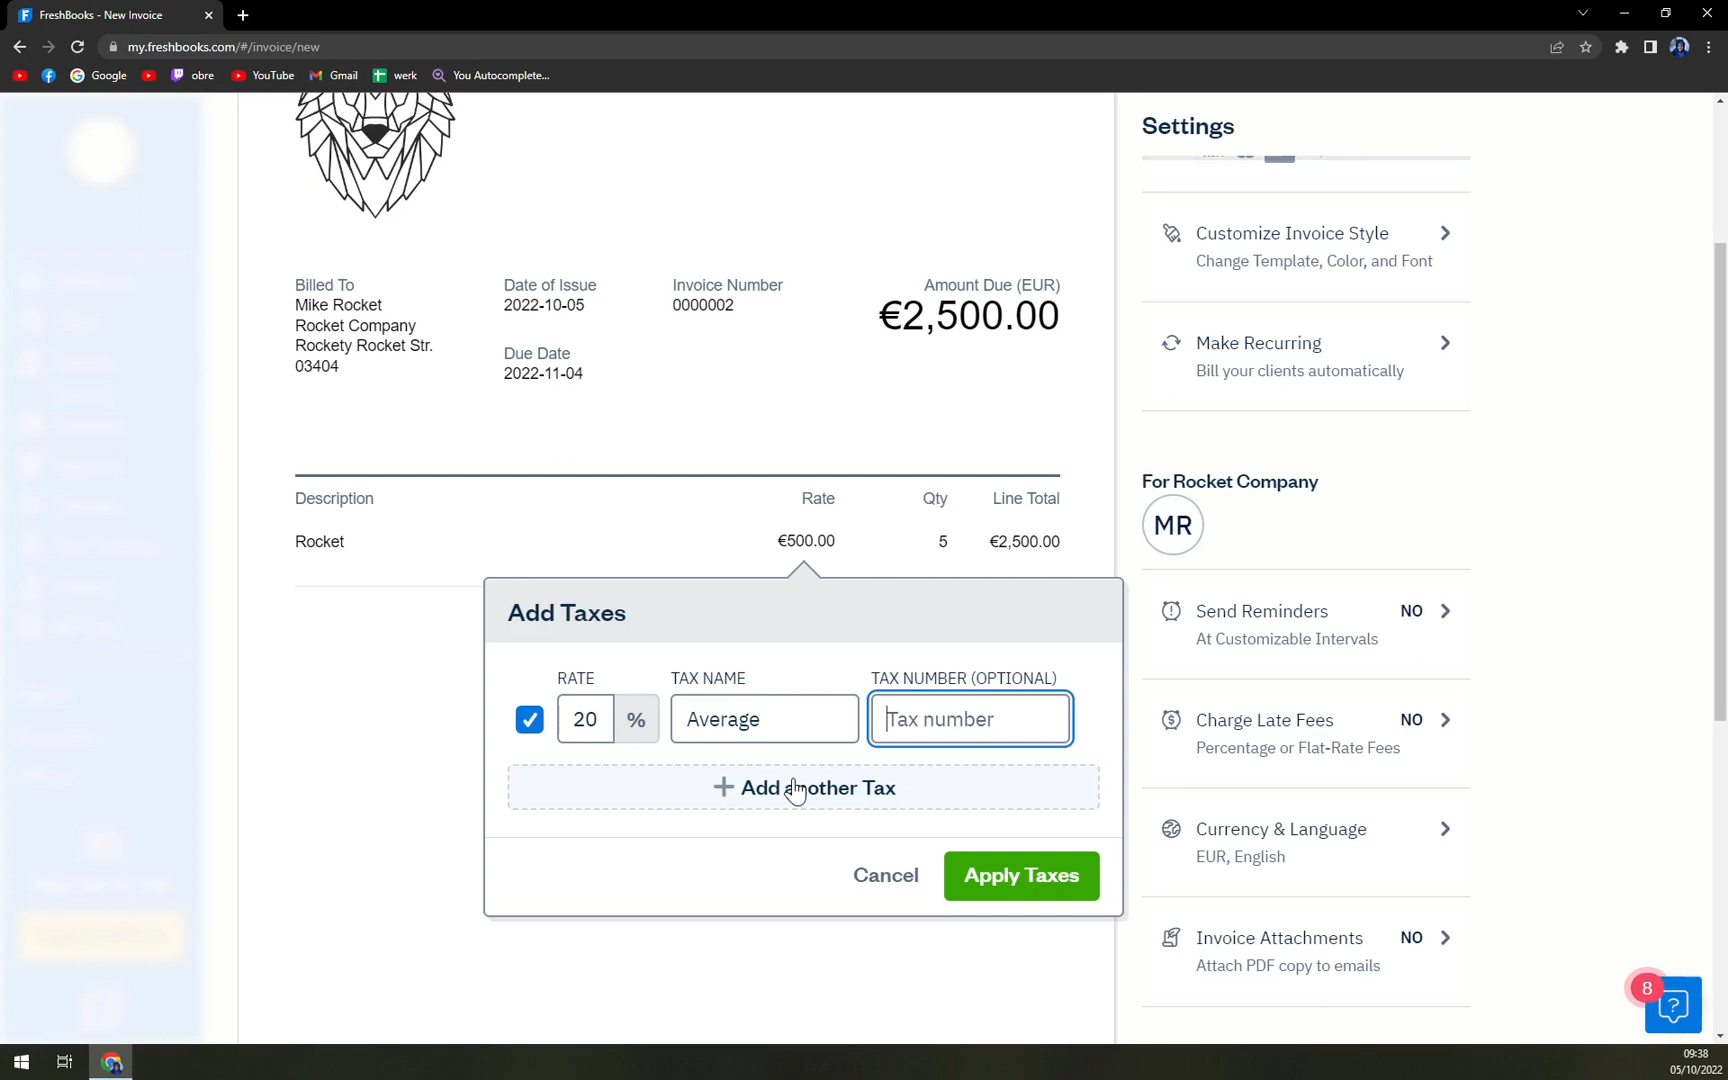 FreshBooks - New Invoice
my.freshbooks.com/#/invoice/new
Google
obre
YouTube
Gmail
werk
You Autocomplete...
Settings
Customize Invoice Style
Change Template, Color, and Font
Make Recurring
Bill your clients automatically
Billed To
Mike Rocket
Rocket Company
Rockety Rocket Str.
03404
Date of Issue
2022-10-05
Due Date
2022-11-04
Invoice Number
0000002
Amount Due (EUR)
€2,500.00
Description Rate Qty Line Total
Rocket €500.00 5 €2,500.00
Add Taxes
RATE TAX NAME TAX NUMBER (OPTIONAL)
20 % Average Tax number
Add another Tax
Cancel Apply Taxes
For Rocket Company
MR
Send Reminders NO
At Customizable Intervals
Charge Late Fees NO
Percentage or Flat-Rate Fees
Currency & Language
EUR, English
Invoice Attachments NO
Attach PDF copy to emails
8
09:38
05/10/2022